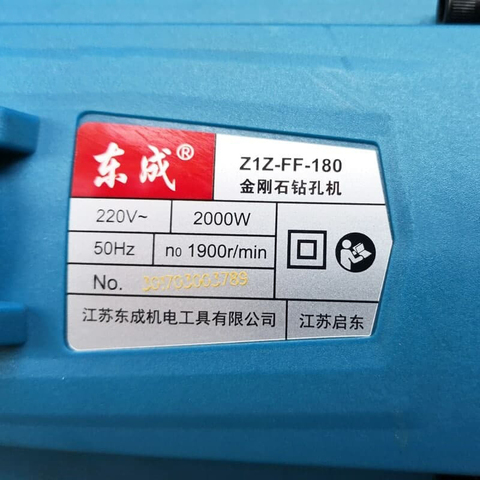 东成®
Z1Z-FF-180
金刚石钻孔机
220V~
2000W
50Hz
n0 1900r/min
No.
江苏东成机电工具有限公司
江苏启东